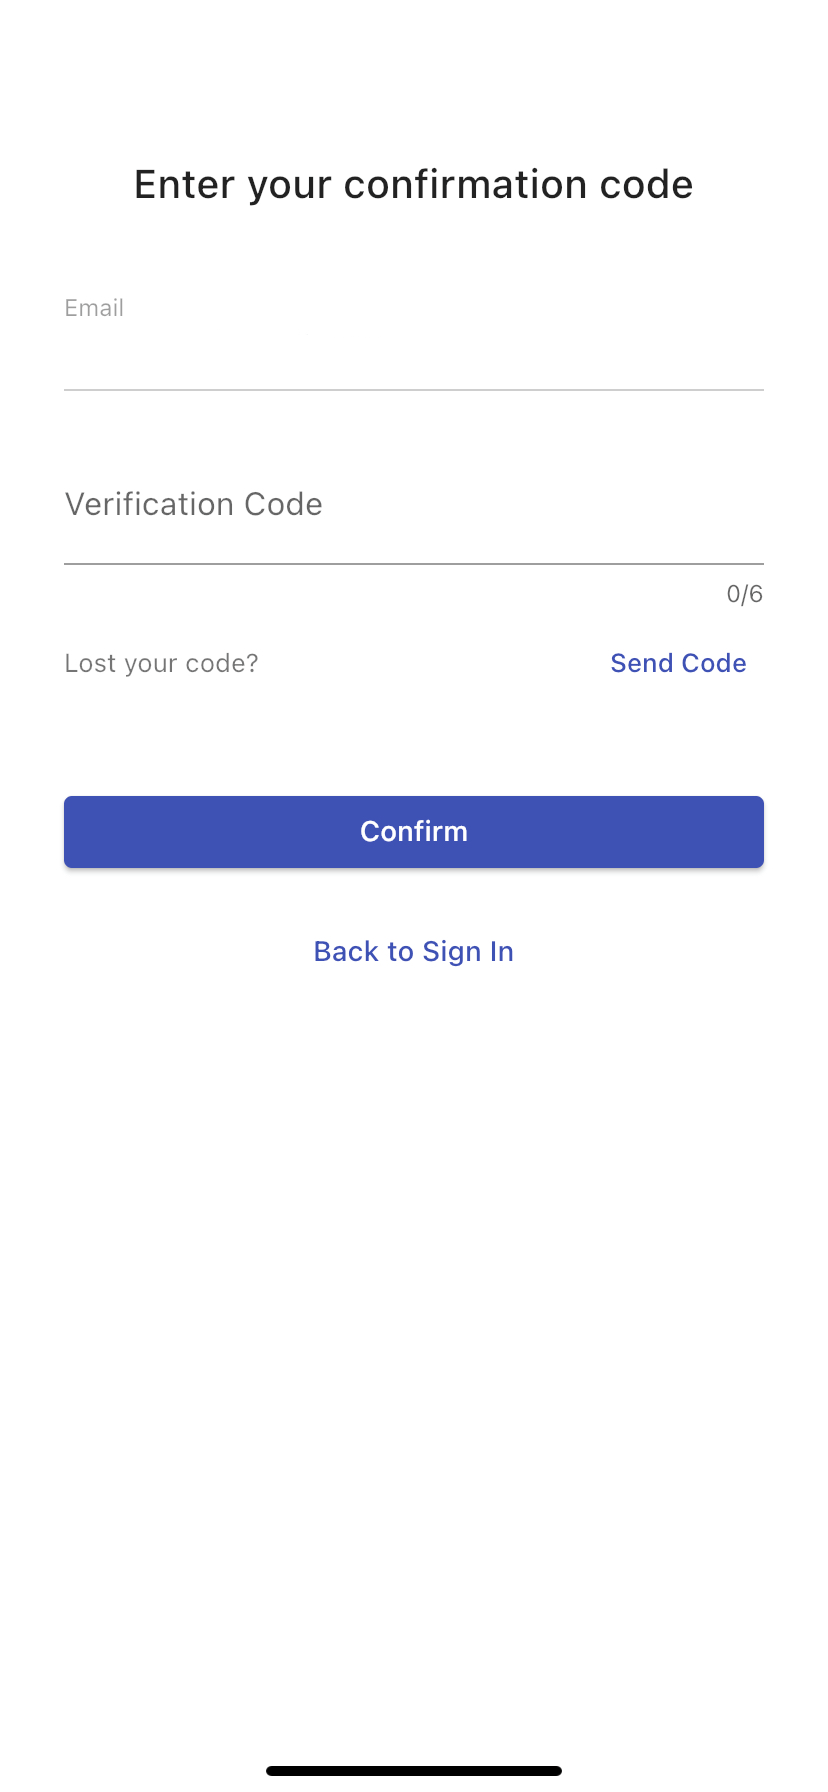 Enter your confirmation code
Email
Verification Code
0/6
Lost your code? Send Code
Confirm
Back to Sign In